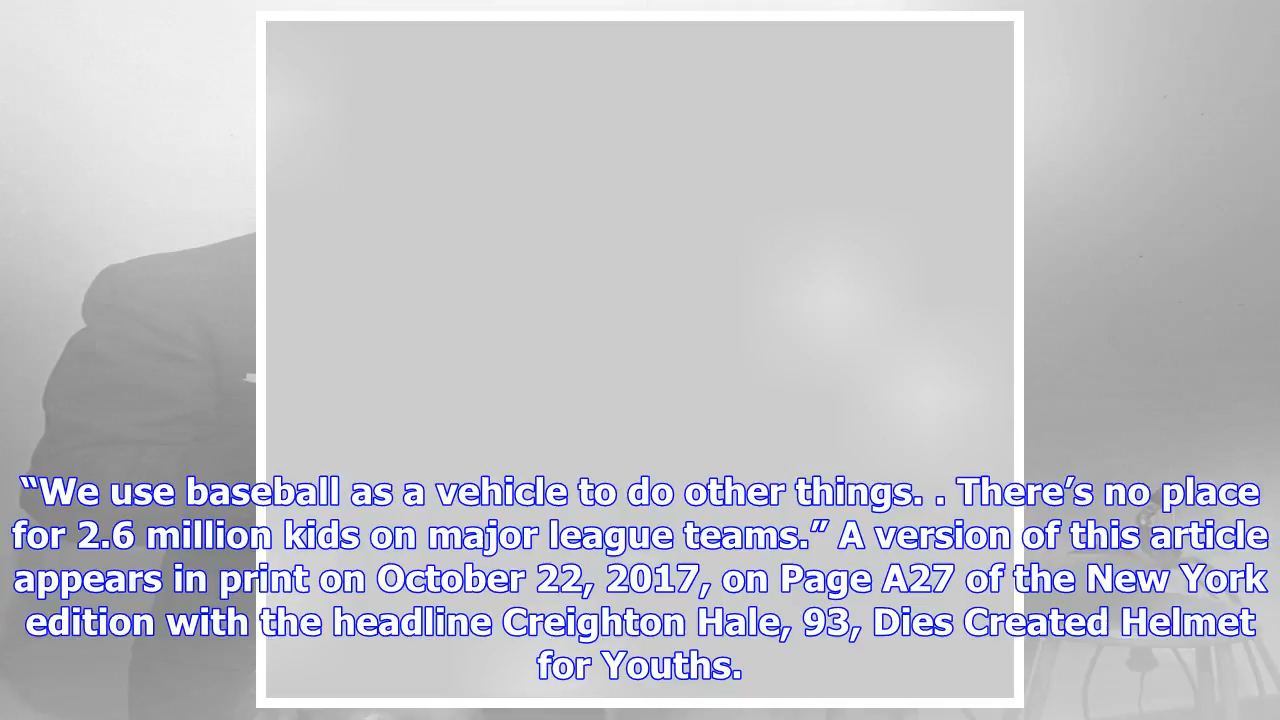 “We use baseball as a vehicle to do other things. . There’s no place
for 2.6 million kids on major league teams.” A version of this article
appears in print on October 22, 2017, on Page A27 of the New York
edition with the headline Creighton Hale, 93, Dies Created Helmet
for Youths.